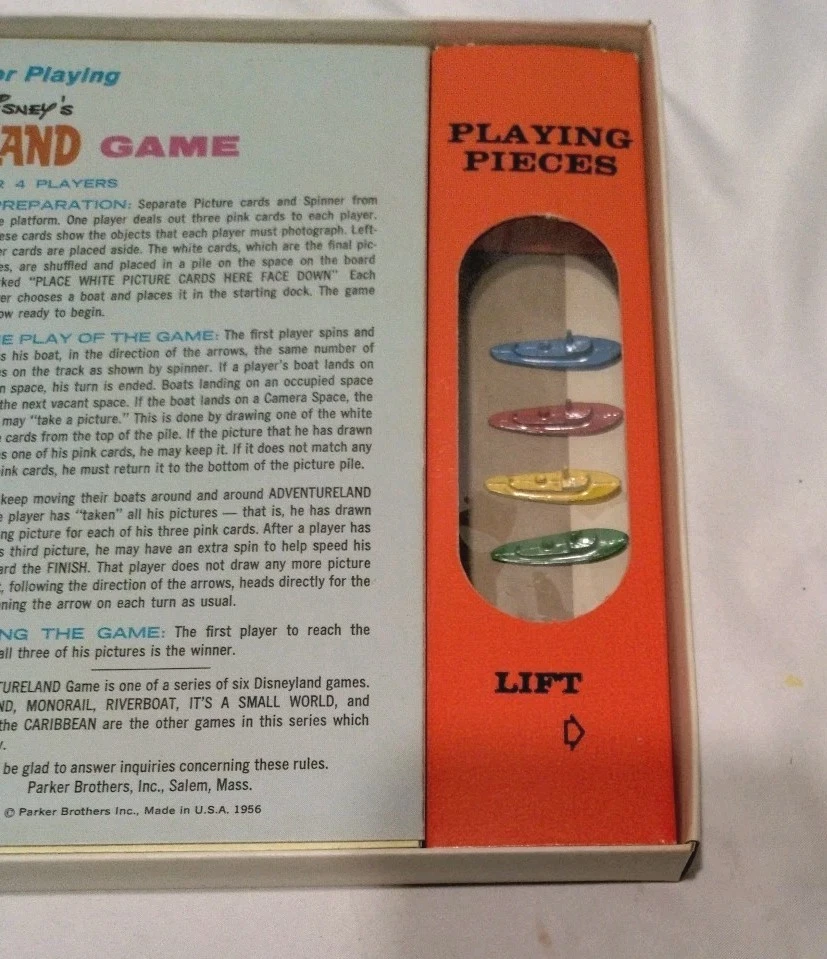 or Playing
SNEY'S
AND GAME
R 4 PLAYERS
PREPARATION: Separate Picture cards and Spinner from
e platform. One player deals out three pink cards to each player.
ese cards show the objects that each player must photograph. Left-
er cards are placed aside. The white cards, which are the final pic-
es, are shuffled and placed in a pile on the space on the board
rked "PLACE WHITE PICTURE CARDS HERE FACE DOWN" Each
er chooses a boat and places it in the starting dock. The game
ow ready to begin.
E PLAY OF THE GAME: The first player spins and
s his boat, in the direction of the arrows, the same number of
s on the track as shown by spinner. If a player's boat lands on
n space, his turn is ended. Boats landing on an occupied space
the next vacant space. If the boat lands on a Camera Space, the
may "take a picture." This is done by drawing one of the white
cards from the top of the pile. If the picture that he has drawn
s one of his pink cards, he may keep it. If it does not match any
ink cards, he must return it to the bottom of the picture pile.
keep moving their boats around and around ADVENTURELAND
e player has "taken" all his pictures — that is, he has drawn
ng picture for each of his three pink cards. After a player has
s third picture, he may have an extra spin to help speed his
ard the FINISH. That player does not draw any more picture
, following the direction of the arrows, heads directly for the
ning the arrow on each turn as usual.
NG THE GAME: The first player to reach the
all three of his pictures is the winner.
TURELAND Game is one of a series of six Disneyland games.
ND, MONORAIL, RIVERBOAT, IT'S A SMALL WORLD, and
the CARIBBEAN are the other games in this series which
y.
be glad to answer inquiries concerning these rules.
Parker Brothers, Inc., Salem, Mass.
© Parker Brothers Inc., Made in U.S.A. 1956
PLAYING
PIECES
LIFT